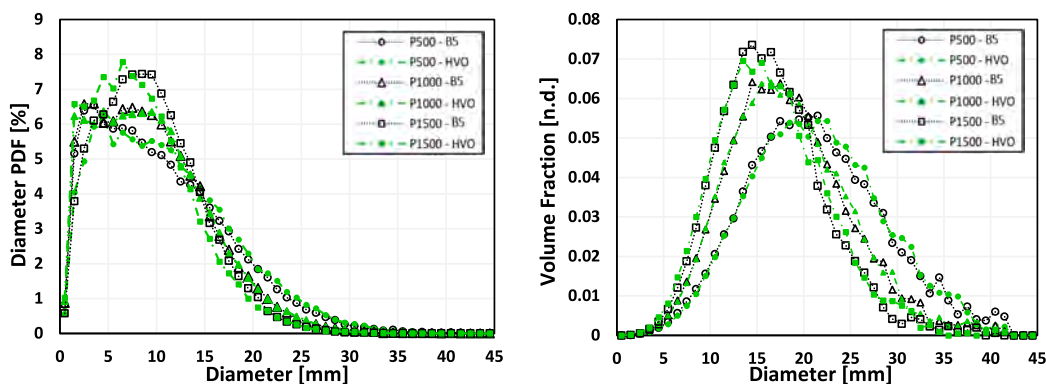 Diameter PDF [%]
9
8
7
6
5
4
3
2
1
0
P500 - B5
P500 - HVO
P1000 - B5
P1000 - HVO
P1500 - B5
P1500 - HVO
0 5 10 15 20 25 30 35 40 45
Diameter [mm]
Volume Fraction [n.d.]
0.08
0.07
0.06
0.05
0.04
0.03
0.02
0.01
0
P500 - B5
P500 - HVO
P1000 - B5
P1000 - HVO
P1500 - B5
P1500 - HVO
0 5 10 15 20 25 30 35 40 45
Diameter [mm]